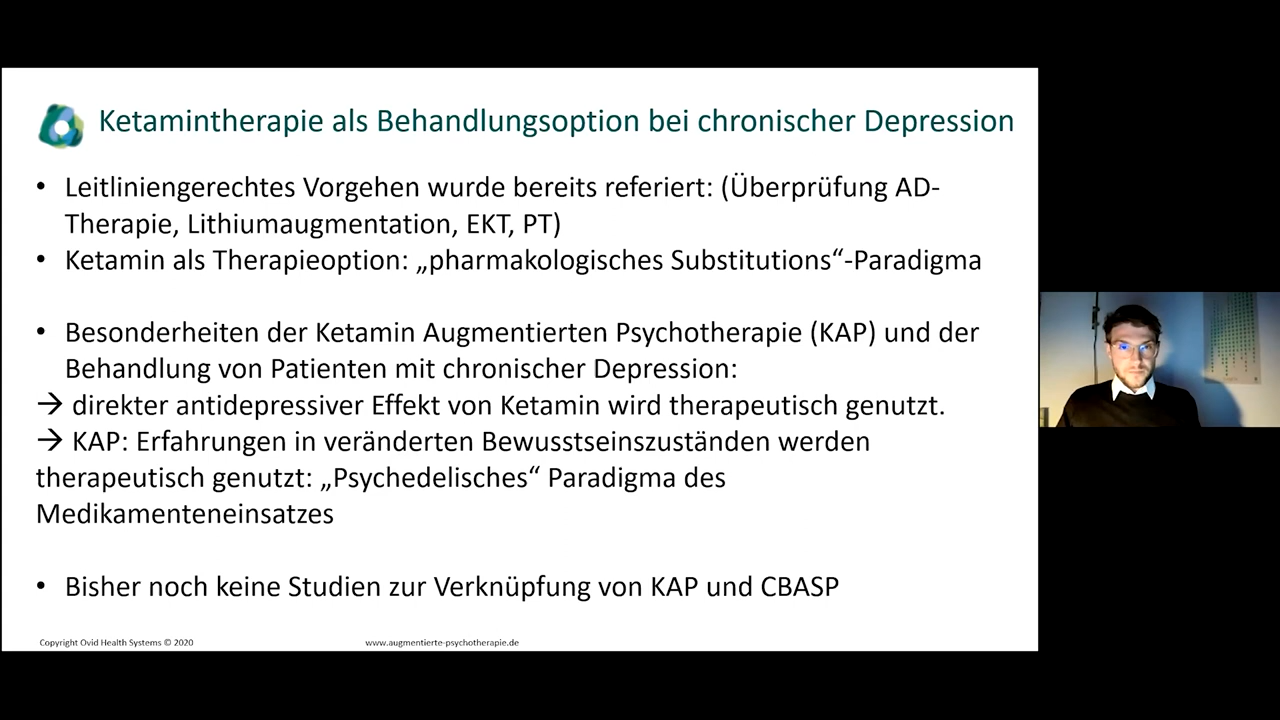 Ketamintherapie als Behandlungsoption bei chronischer Depression
• Leitliniengerechtes Vorgehen wurde bereits referiert: (Überprüfung AD-
Therapie, Lithiumaugmentation, EKT, PT)
• Ketamin als Therapieoption: „pharmakologisches Substitutions“-Paradigma
• Besonderheiten der Ketamin Augmentierten Psychotherapie (KAP) und der
Behandlung von Patienten mit chronischer Depression:
→ direkter antidepressiver Effekt von Ketamin wird therapeutisch genutzt.
→ KAP: Erfahrungen in veränderten Bewusstseinszuständen werden
therapeutisch genutzt: „Psychedelisches“ Paradigma des
Medikamenteneinsatzes
• Bisher noch keine Studien zur Verknüpfung von KAP und CBASP
Copyright Ovid Health Systems © 2020
www.augmentierte-psychotherapie.de